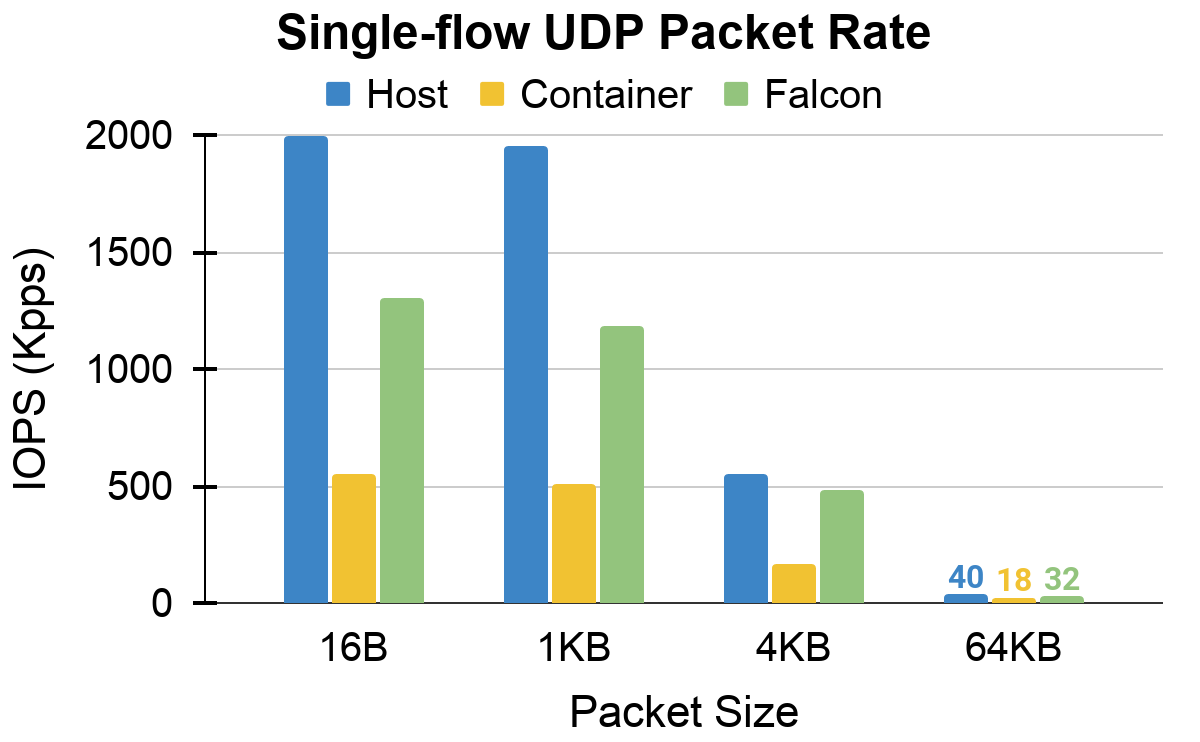 Single-flow UDP Packet Rate
Host Container Falcon
2000
1500
1000
500
0
IOPS (Kpps)
40 18 32
16B 1KB 4KB 64KB
Packet Size